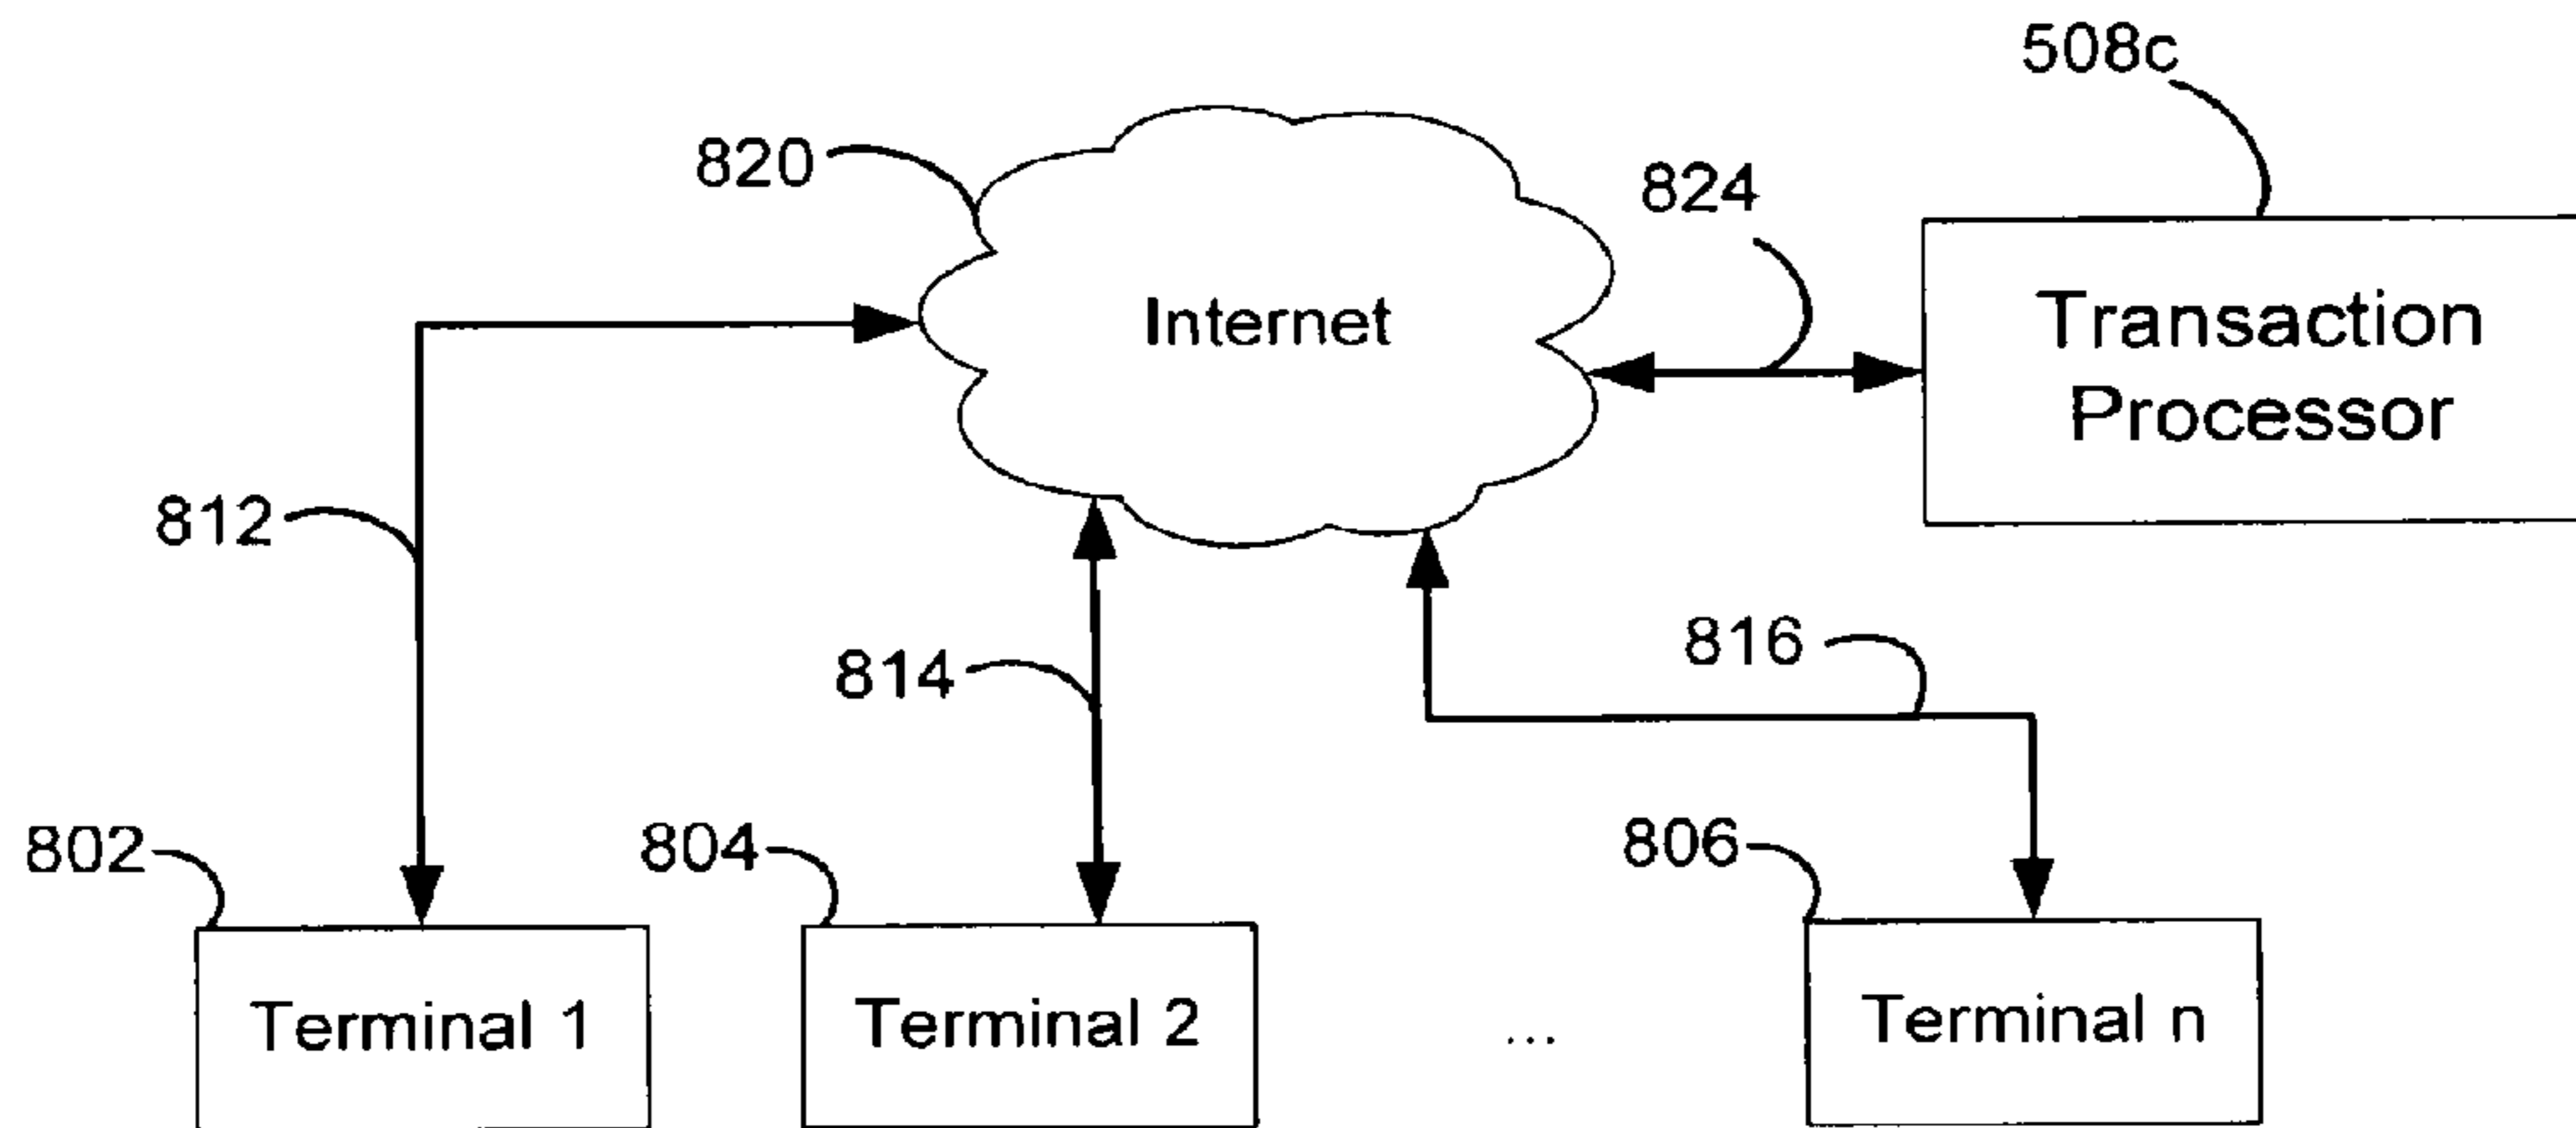 508c
820
824
Internet
Transaction
Processor
812
816
814
802
804
806
Terminal 1
Terminal 2
...
Terminal n